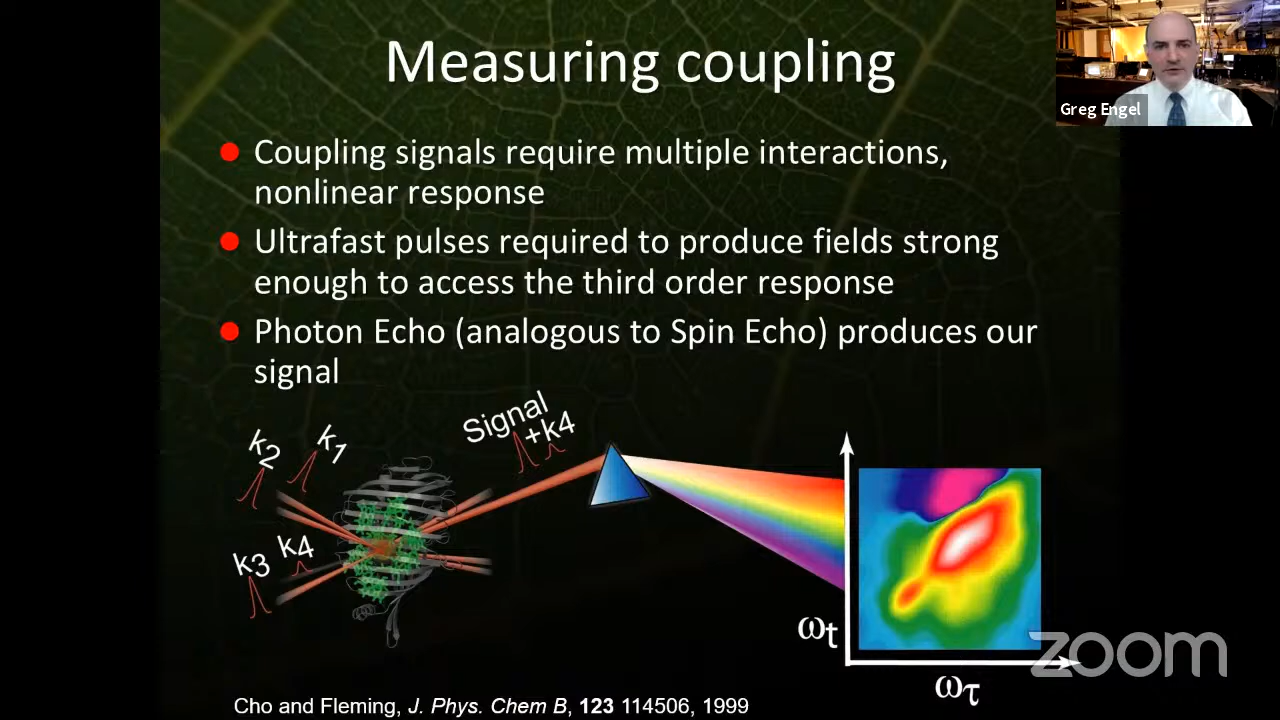 Measuring coupling
Greg Engel
Coupling signals require multiple interactions,
nonlinear response
Ultrafast pulses required to produce fields strong
enough to access the third order response
Photon Echo (analogous to Spin Echo) produces our
signal
k2
k1
Signal
+k4
k3
k4
ωt
ωτ
zoom
Cho and Fleming, J. Phys. Chem B, 123 114506, 1999